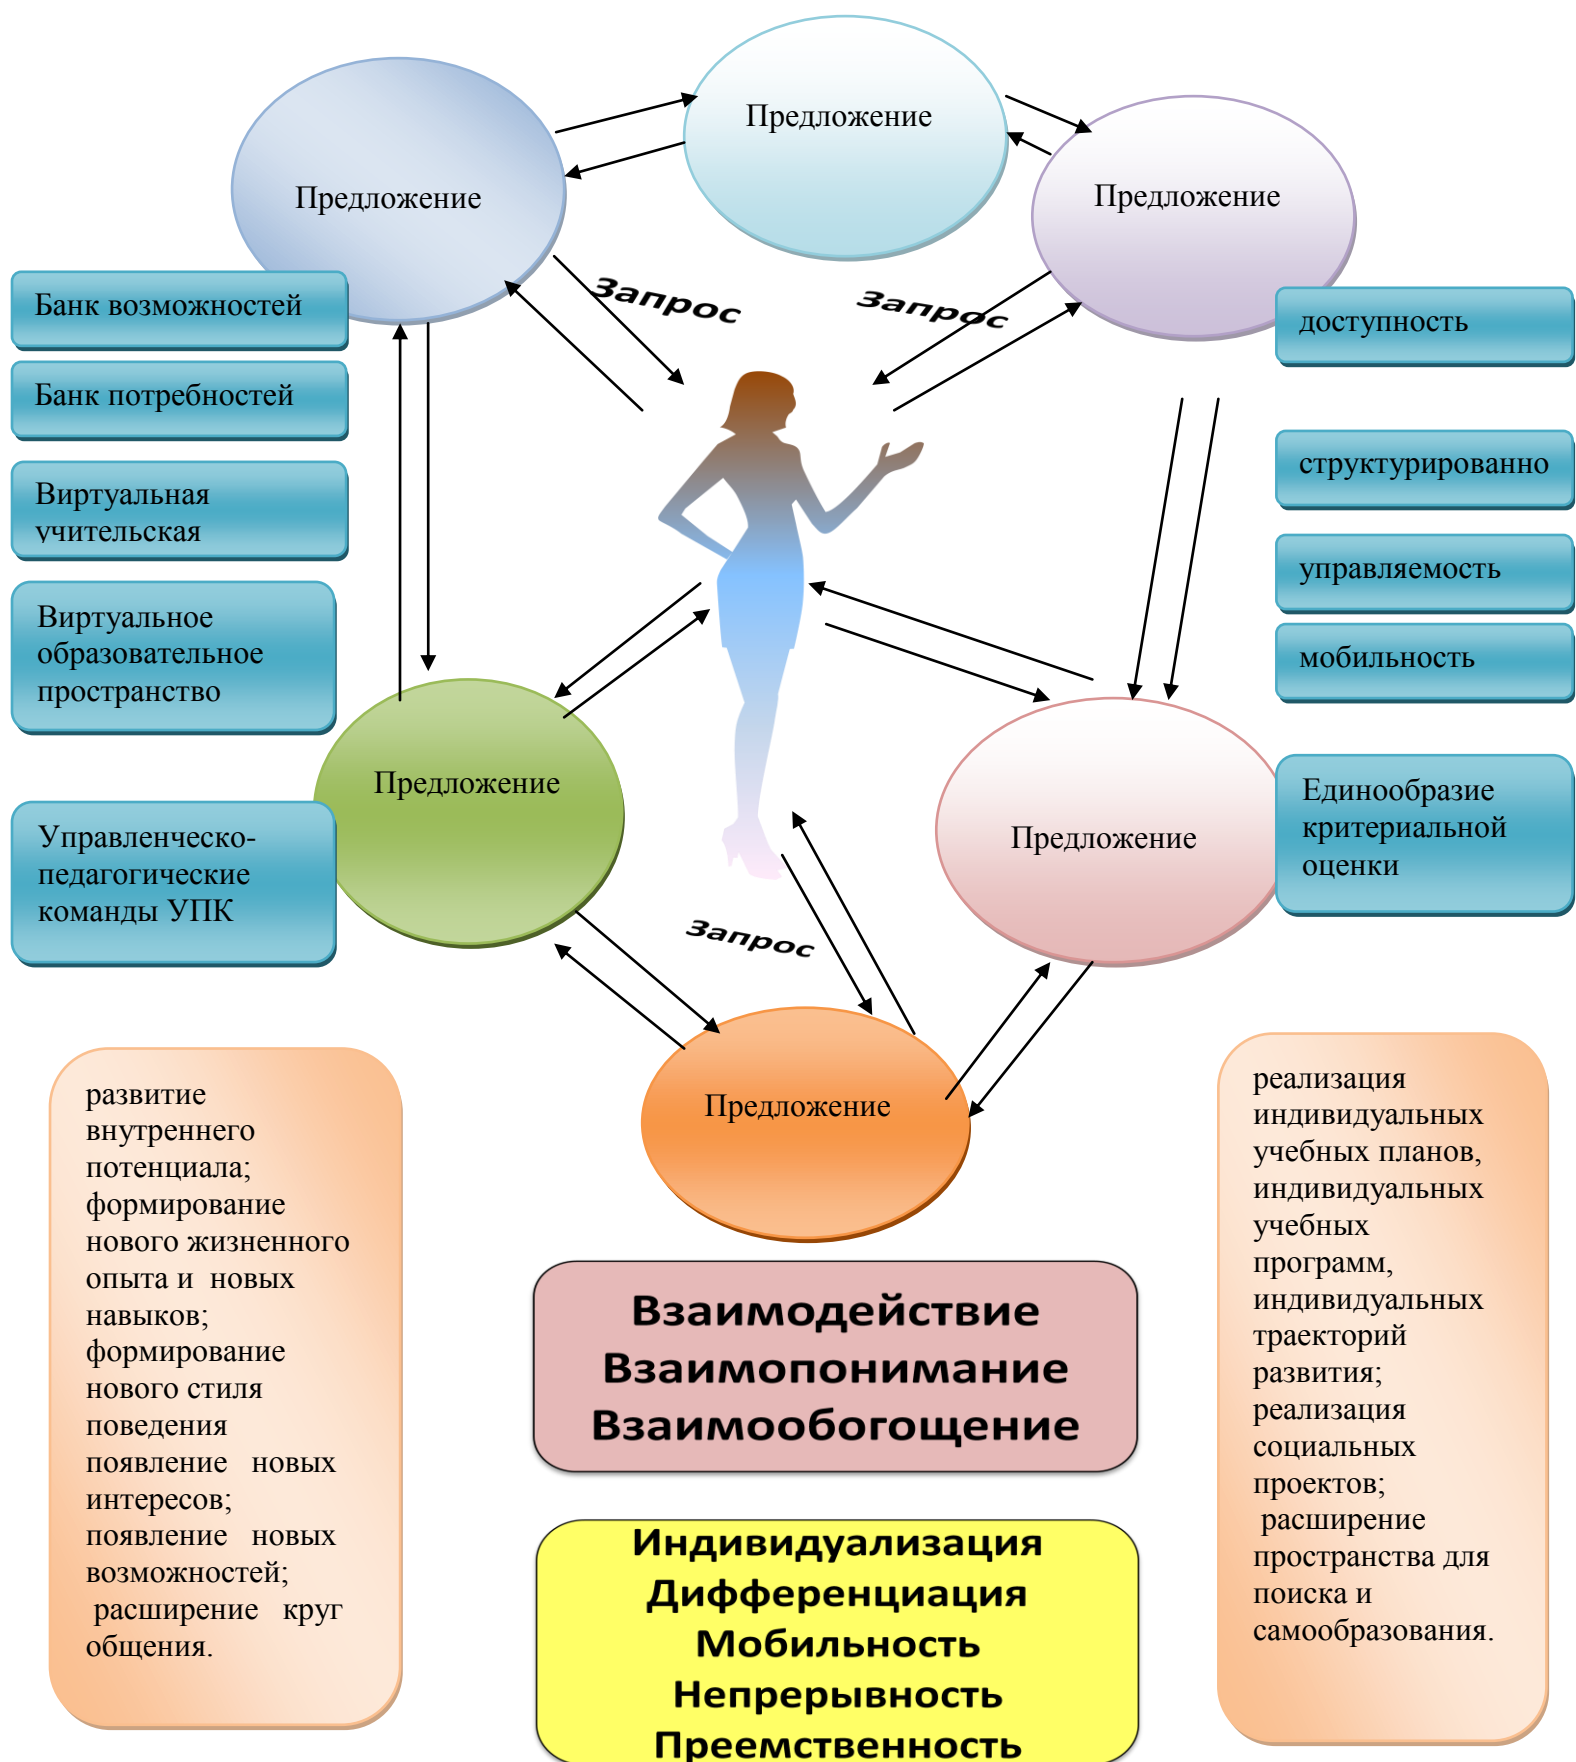 Предложение
Предложение
Предложение
Запрос
Запрос
Банк возможностей
Банк потребностей
Виртуальная
учительская
Виртуальное
образовательное
пространство
Управленческо-
педагогические
команды УПК
доступность
структурированно
управляемость
мобильность
Единообразие
критериальной
оценки
Предложение
Предложение
Запрос
Предложение
развитие
внутреннего
потенциала;
формирование
нового жизненного
опыта и новых
навыков;
формирование
нового стиля
поведения
появление новых
интересов;
появление новых
возможностей;
расширение круг
общения.
Взаимодействие
Взаимопонимание
Взаимообогощение
Индивидуализация
Дифференциация
Мобильность
Непрерывность
Преемственность
реализация
индивидуальных
учебных планов,
индивидуальных
учебных
программ,
индивидуальных
траекторий
развития;
реализация
социальных
проектов;
расширение
пространства для
поиска и
самообразования.